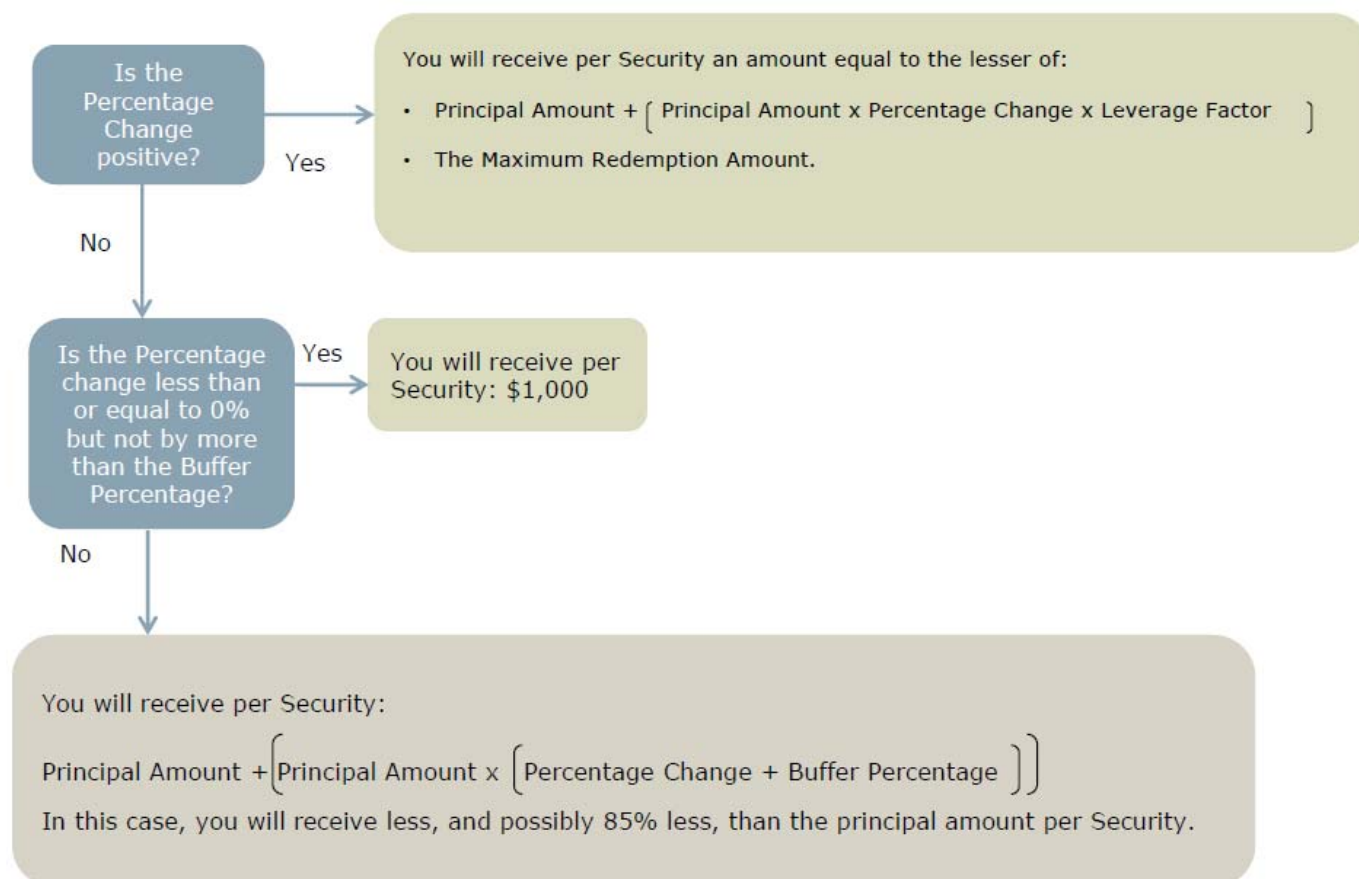 Is the
Percentage
Change
positive?
Yes
You will receive per Security an amount equal to the lesser of:
• Principal Amount + ( Principal Amount x Percentage Change x Leverage Factor )
• The Maximum Redemption Amount.
No
Is the Percentage
change less than
or equal to 0%
but not by more
than the Buffer
Percentage?
Yes
You will receive per
Security: $1,000
No
You will receive per Security:
Principal Amount + (Principal Amount x (Percentage Change + Buffer Percentage ))
In this case, you will receive less, and possibly 85% less, than the principal amount per Security.